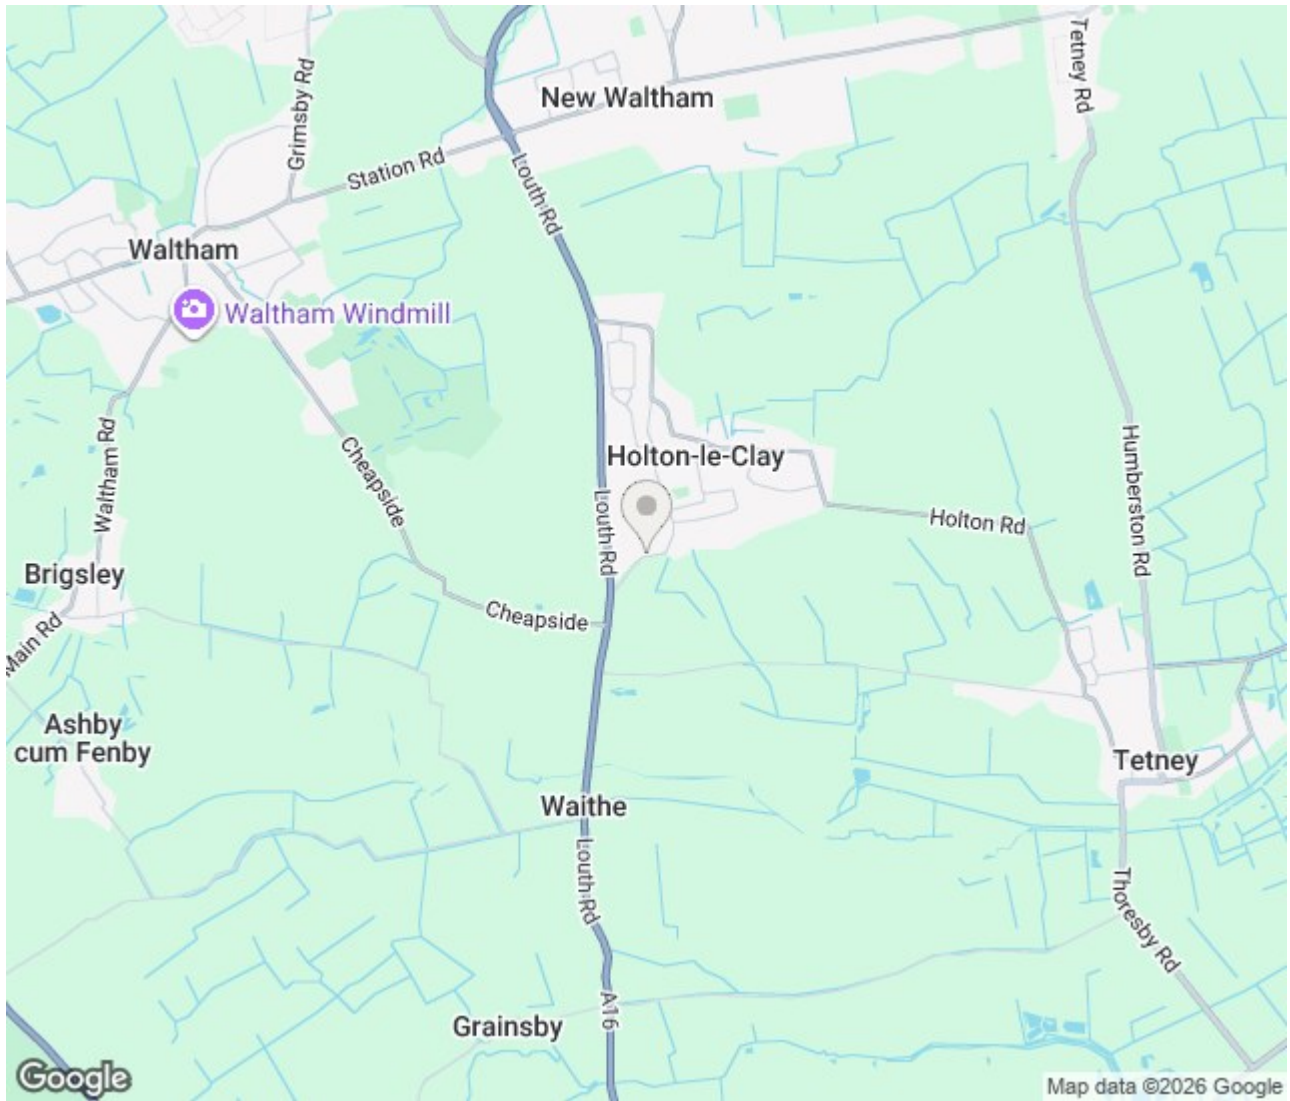 Tetney Rd
New Waltham
Grimsby Rd
Station Rd
Louth Rd
Waltham
Waltham Windmill
Holton-le-Clay
Cheapside
Waltham Rd
Humberston Rd
Louth Rd
Holton Rd
Brigsley
Cheapside
Main Rd
Ashby
cum Fenby
Tetney
Waithe
Louth Rd
Thoresby Rd
A16
Grainsby
Google
Map data ©2026 Google